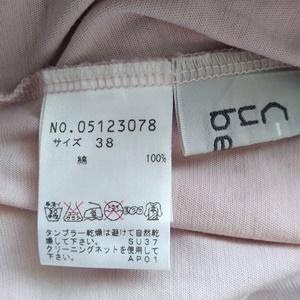 NO.05123078
サイズ 38
綿 100%
タンブラー乾燥は避けて自然乾
燥して下さい。 SU37
クリーニングネットを使用して
下さい。 AP01
Cu
be